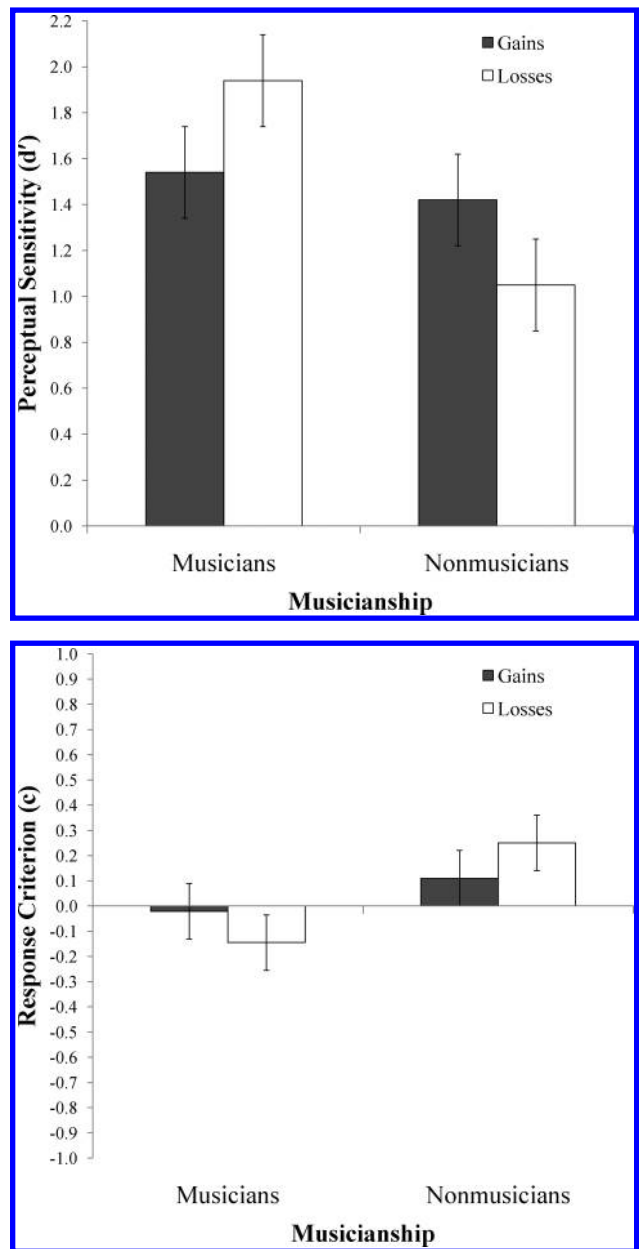 2.2
2.0
1.8
1.6
1.4
1.2
1.0
0.8
0.6
0.4
0.2
0.0
Perceptual Sensitivity (d′)
Gains
Losses
Musicians
Nonmusicians
Musicianship
1.0
0.9
0.8
0.7
0.6
0.5
0.4
0.3
0.2
0.1
0.0
-0.1
-0.2
-0.3
-0.4
-0.5
-0.6
-0.7
-0.8
-0.9
-1.0
Response Criterion (c)
Gains
Losses
Musicians
Nonmusicians
Musicianship